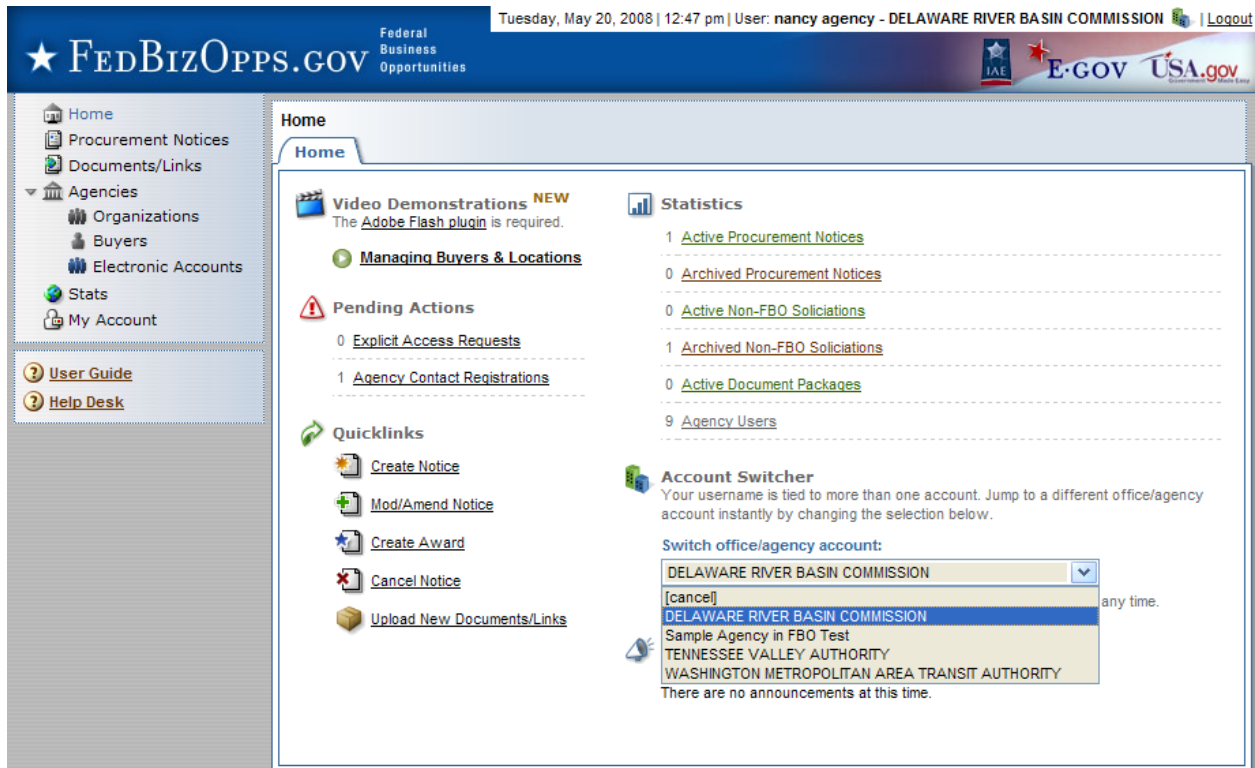 Tuesday, May 20, 2008 | 12:47 pm | User: nancy agency - DELAWARE RIVER BASIN COMMISSION | Logout
★ FEDBIZOPPS.GOV
Federal
Business
Opportunities
IAE
E·GOV
USA.gov
Home
Procurement Notices
Documents/Links
Agencies
Organizations
Buyers
Electronic Accounts
Stats
My Account
User Guide
Help Desk
Home
Home
Video Demonstrations NEW
The Adobe Flash plugin is required.
Managing Buyers & Locations
Pending Actions
0 Explicit Access Requests
1 Agency Contact Registrations
Quicklinks
Create Notice
Mod/Amend Notice
Create Award
Cancel Notice
Upload New Documents/Links
Statistics
1 Active Procurement Notices
0 Archived Procurement Notices
0 Active Non-FBO Soliciations
1 Archived Non-FBO Soliciations
0 Active Document Packages
9 Agency Users
Account Switcher
Your username is tied to more than one account. Jump to a different office/agency
account instantly by changing the selection below.
Switch office/agency account:
DELAWARE RIVER BASIN COMMISSION
[cancel]
any time.
DELAWARE RIVER BASIN COMMISSION
Sample Agency in FBO Test
TENNESSEE VALLEY AUTHORITY
WASHINGTON METROPOLITAN AREA TRANSIT AUTHORITY
There are no announcements at this time.